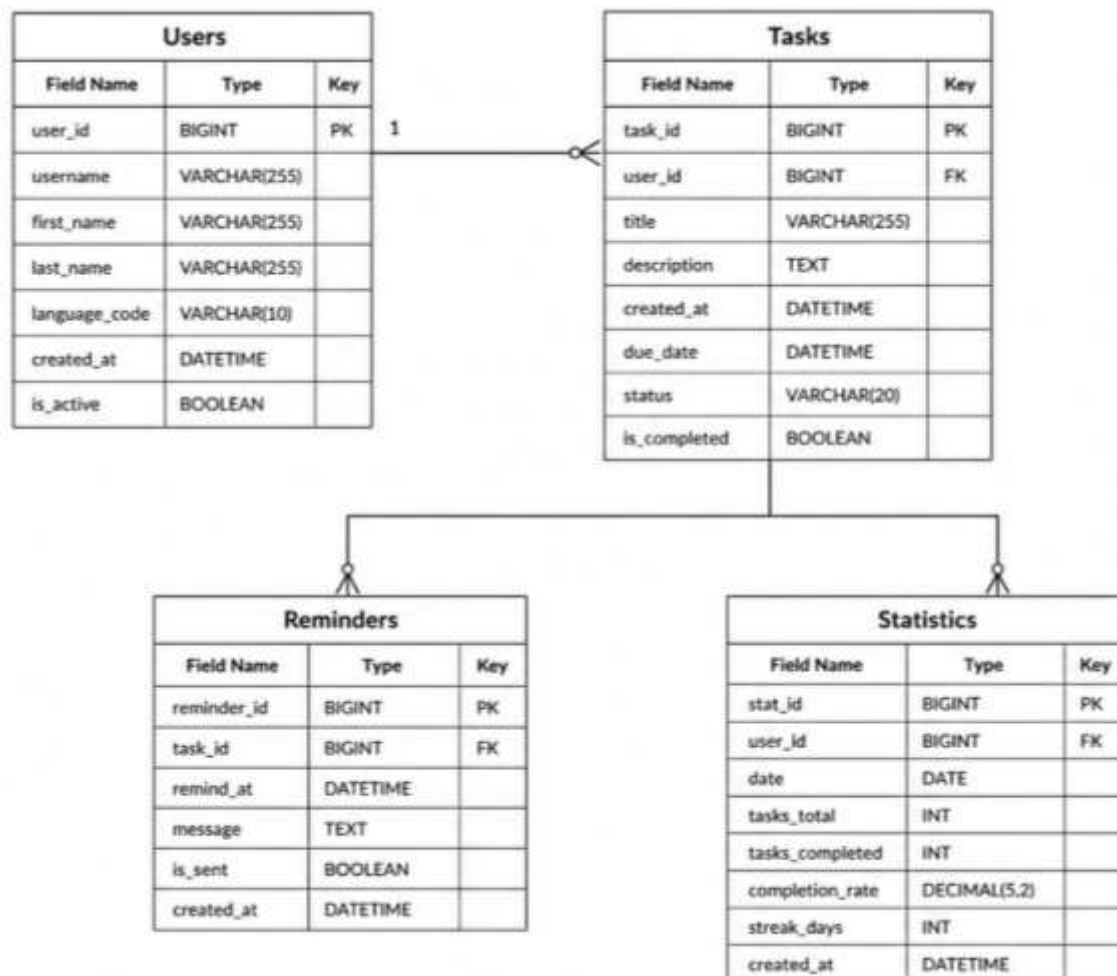 Users
Field Name Type Key
user_id BIGINT PK
username VARCHAR(255)
first_name VARCHAR(255)
last_name VARCHAR(255)
language_code VARCHAR(10)
created_at DATETIME
is_active BOOLEAN
1
Tasks
Field Name Type Key
task_id BIGINT PK
user_id BIGINT FK
title VARCHAR(255)
description TEXT
created_at DATETIME
due_date DATETIME
status VARCHAR(20)
is_completed BOOLEAN
Reminders
Field Name Type Key
reminder_id BIGINT PK
task_id BIGINT FK
remind_at DATETIME
message TEXT
is_sent BOOLEAN
created_at DATETIME
Statistics
Field Name Type Key
stat_id BIGINT PK
user_id BIGINT FK
date DATE
tasks_total INT
tasks_completed INT
completion_rate DECIMAL(5,2)
streak_days INT
created_at DATETIME